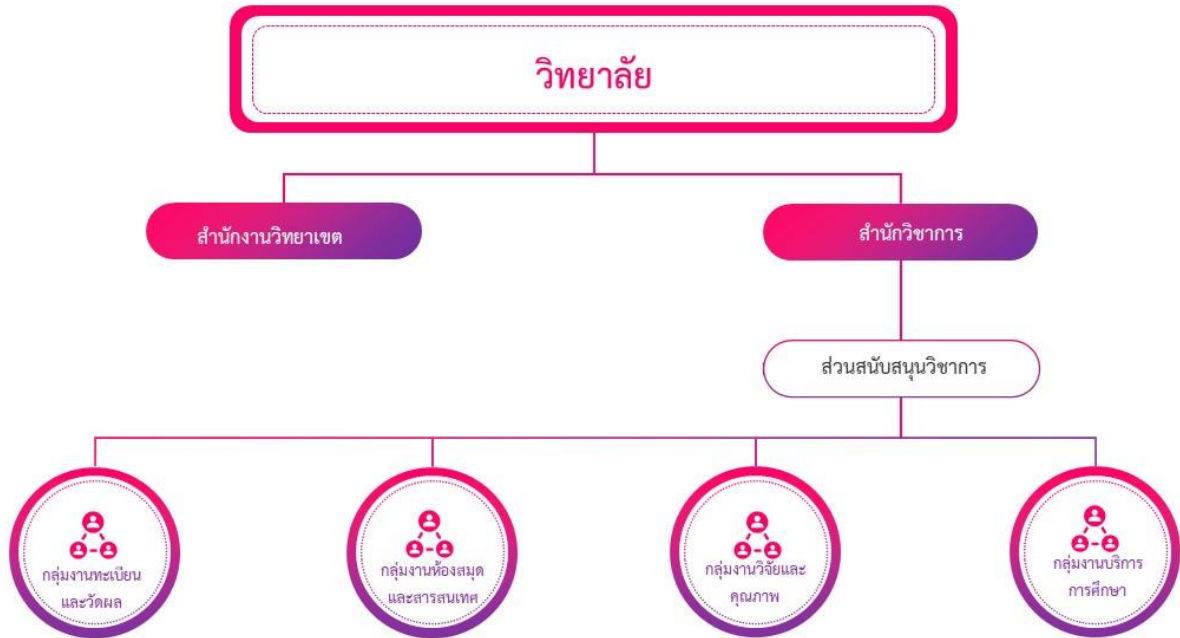 วิทยาลัย
สำนักงานวิทยาเขต
สำนักวิชาการ
ส่วนสนับสนุนวิชาการ
กลุ่มงานทะเบียน
และวัดผล
กลุ่มงานห้องสมุด
และสารสนเทศ
กลุ่มงานวิจัยและ
คุณภาพ
กลุ่มงานบริการ
การศึกษา